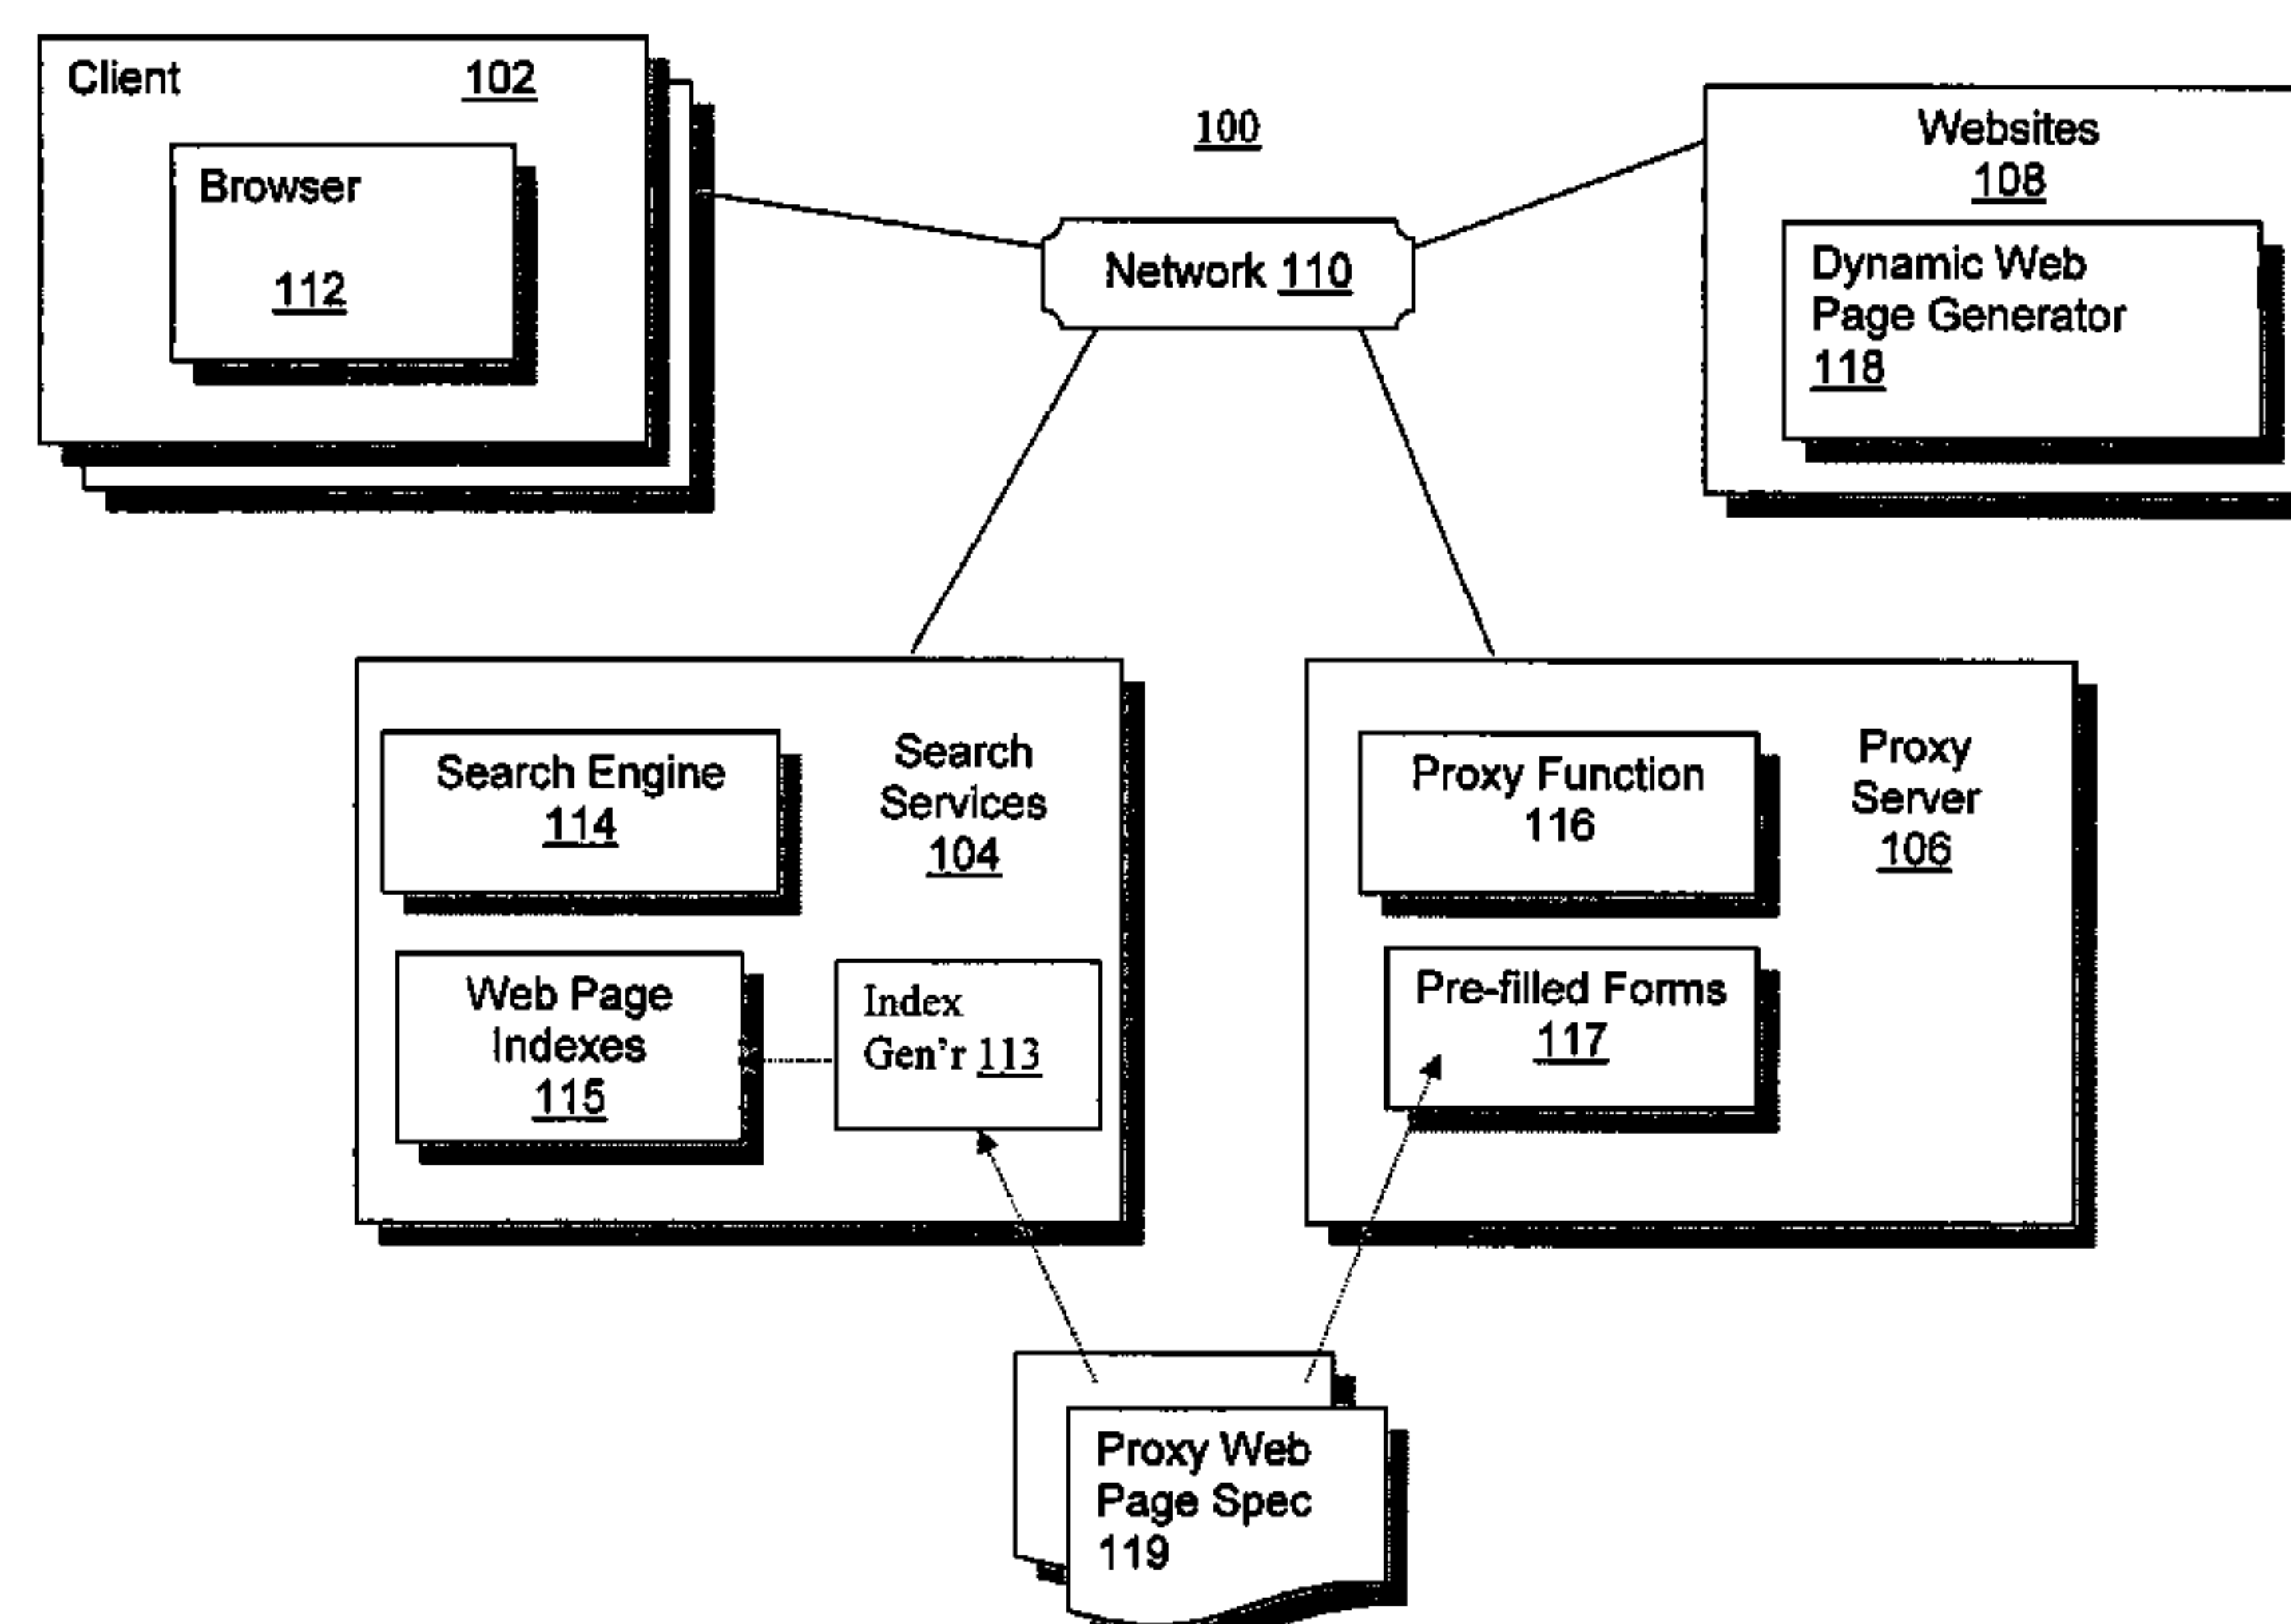 Client 102
Browser
112
100
Websites
108
Dynamic Web
Page Generator
118
Network 110
Search Engine
114
Search
Services
104
Web Page
Indexes
115
Index
Gen'r 113
Proxy Function
116
Proxy
Server
106
Pre-filled Forms
117
Proxy Web
Page Spec
119